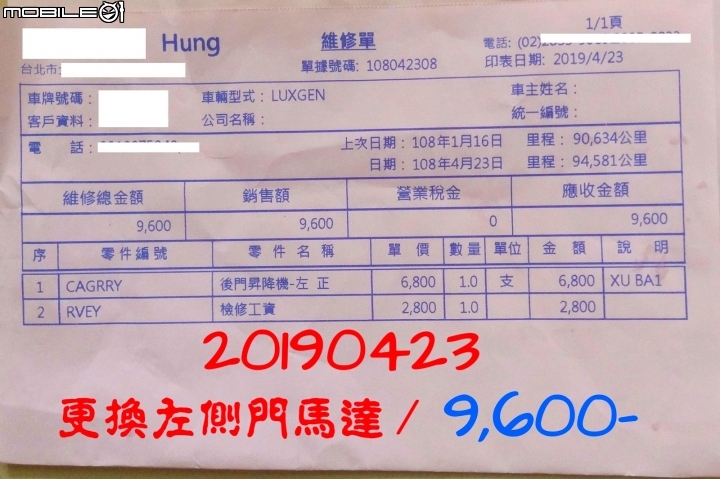 MOBILE01
Hung 維修單 1/1頁
電話: (02)
台北市 單據號碼: 108042308 印表日期: 2019/4/23
車牌號碼: 車輛型式: LUXGEN 車主姓名:
客戶資料: 公司名稱: 統一編號:
電 話: 上次日期: 108年1月16日 里程: 90,634公里
日期: 108年4月23日 里程: 94,581公里
維修總金額 銷售額 營業稅金 應收金額
9,600 9,600 0 9,600
序 零件編號 零件名稱 單價 數量 單位 金額 說明
1 CAGRRY 後門昇降機-左 正 6,800 1.0 支 6,800 XU BA1
2 RVEY 檢修工資 2,800 1.0 2,800
20190423
更換左側門馬達 / 9,600-